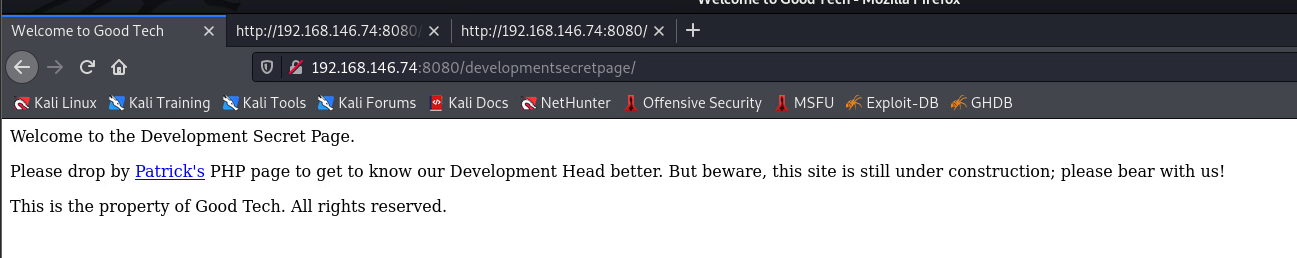 Welcome to Good Tech - Mozilla Firefox
Welcome to Good Tech http://192.168.146.74:8080/ http://192.168.146.74:8080/
192.168.146.74:8080/developmentsecretpage/
Kali Linux Kali Training Kali Tools Kali Forums Kali Docs NetHunter Offensive Security MSFU Exploit-DB GHDB
Welcome to the Development Secret Page.
Please drop by Patrick's PHP page to get to know our Development Head better. But beware, this site is still under construction; please bear with us!
This is the property of Good Tech. All rights reserved.